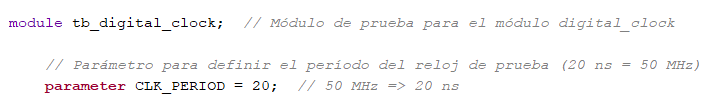 module tb_digital_clock;  // Módulo de prueba para el módulo digital_clock
// Parámetro para definir el período del reloj de prueba (20 ns = 50 MHz)
parameter CLK_PERIOD = 20;  // 50 MHz => 20 ns